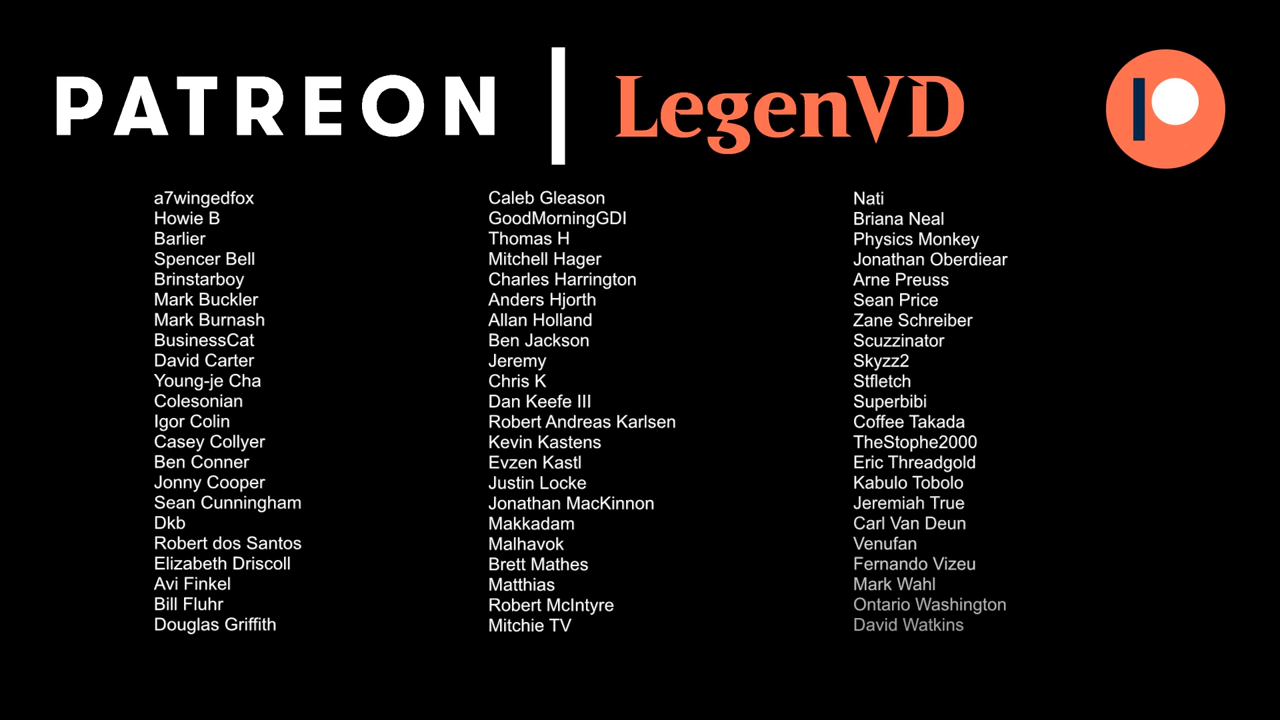 PATREON | LegenVD
a7wingedfox
Howie B
Barlier
Spencer Bell
Brinstarboy
Mark Buckler
Mark Burnash
BusinessCat
David Carter
Young-je Cha
Colesonian
Igor Colin
Casey Collyer
Ben Conner
Jonny Cooper
Sean Cunningham
Dkb
Robert dos Santos
Elizabeth Driscoll
Avi Finkel
Bill Fluhr
Douglas Griffith
Caleb Gleason
GoodMorningGDI
Thomas H
Mitchell Hager
Charles Harrington
Anders Hjorth
Allan Holland
Ben Jackson
Jeremy
Chris K
Dan Keefe III
Robert Andreas Karlsen
Kevin Kastens
Evzen Kastl
Justin Locke
Jonathan MacKinnon
Makkadam
Malhavok
Brett Mathes
Matthias
Robert McIntyre
Mitchie TV
Nati
Briana Neal
Physics Monkey
Jonathan Oberdiear
Arne Preuss
Sean Price
Zane Schreiber
Scuzzinator
Skyzz2
Stfletch
Superbibi
Coffee Takada
TheStophe2000
Eric Threadgold
Kabulo Tobolo
Jeremiah True
Carl Van Deun
Venufan
Fernando Vizeu
Mark Wahl
Ontario Washington
David Watkins